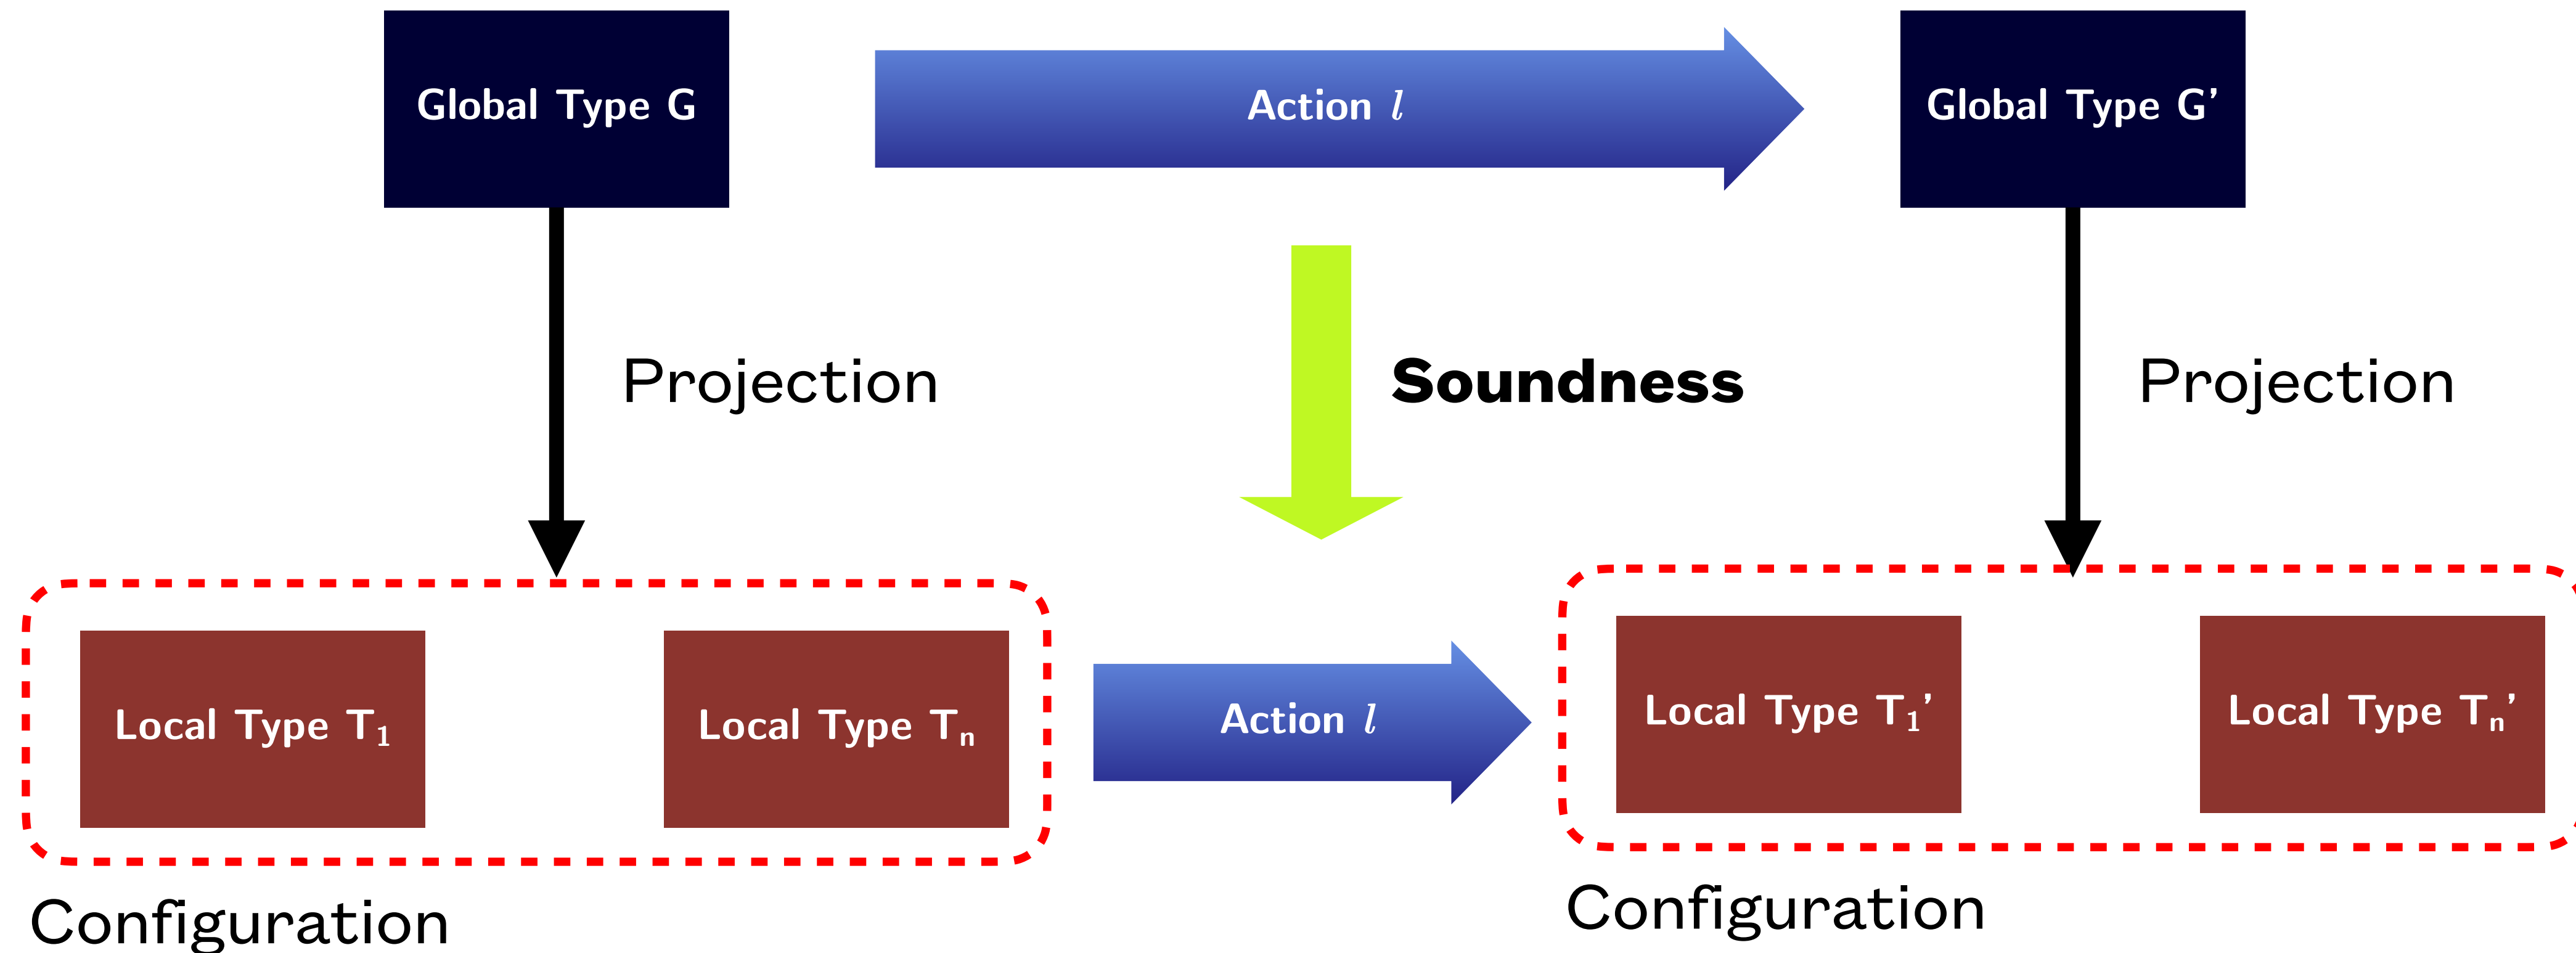 Global Type G
Action l
Global Type G’
Projection
Soundness
Projection
Local Type T₁
Local Type Tₙ
Action l
Local Type T₁’
Local Type Tₙ’
Configuration
Configuration